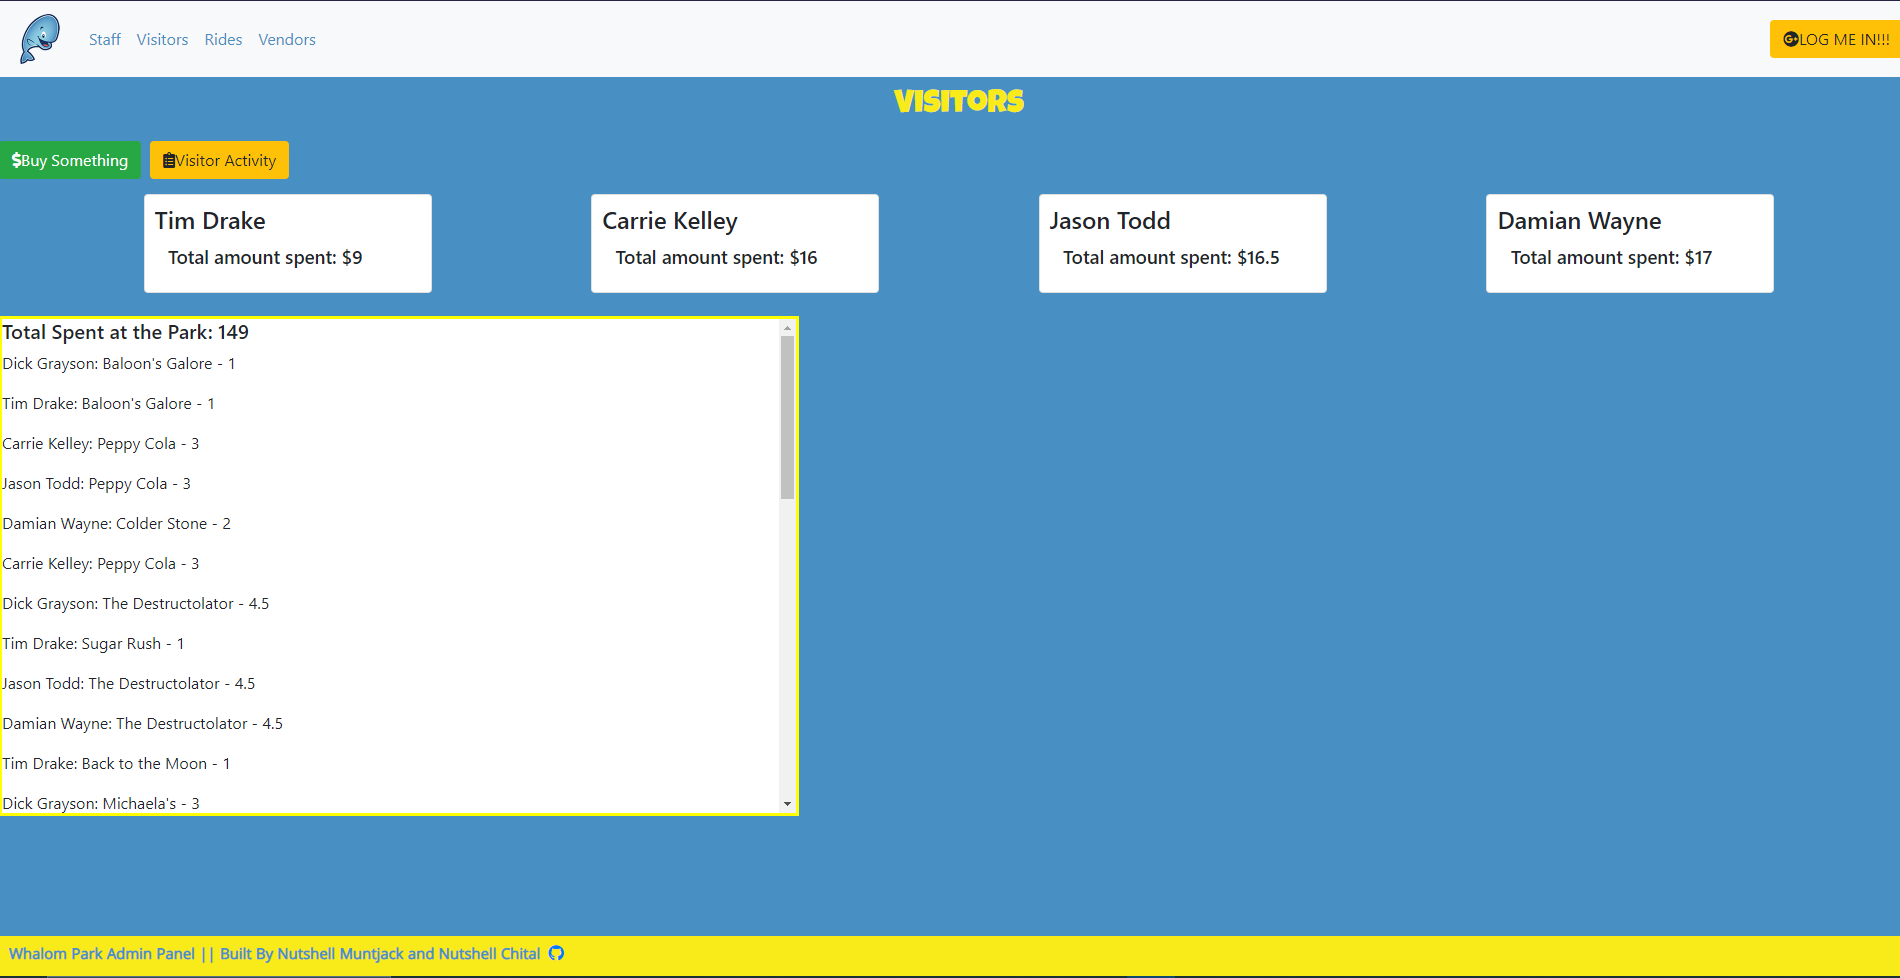 Staff Visitors Rides Vendors LOG ME IN!!!
VISITORS
$Buy Something Visitor Activity
Tim Drake
Total amount spent: $9
Carrie Kelley
Total amount spent: $16
Jason Todd
Total amount spent: $16.5
Damian Wayne
Total amount spent: $17
Total Spent at the Park: 149
Dick Grayson: Baloon's Galore - 1
Tim Drake: Baloon's Galore - 1
Carrie Kelley: Peppy Cola - 3
Jason Todd: Peppy Cola - 3
Damian Wayne: Colder Stone - 2
Carrie Kelley: Peppy Cola - 3
Dick Grayson: The Destructolator - 4.5
Tim Drake: Sugar Rush - 1
Jason Todd: The Destructolator - 4.5
Damian Wayne: The Destructolator - 4.5
Tim Drake: Back to the Moon - 1
Dick Grayson: Michaela's - 3
Whalom Park Admin Panel || Built By Nutshell Muntjack and Nutshell Chital